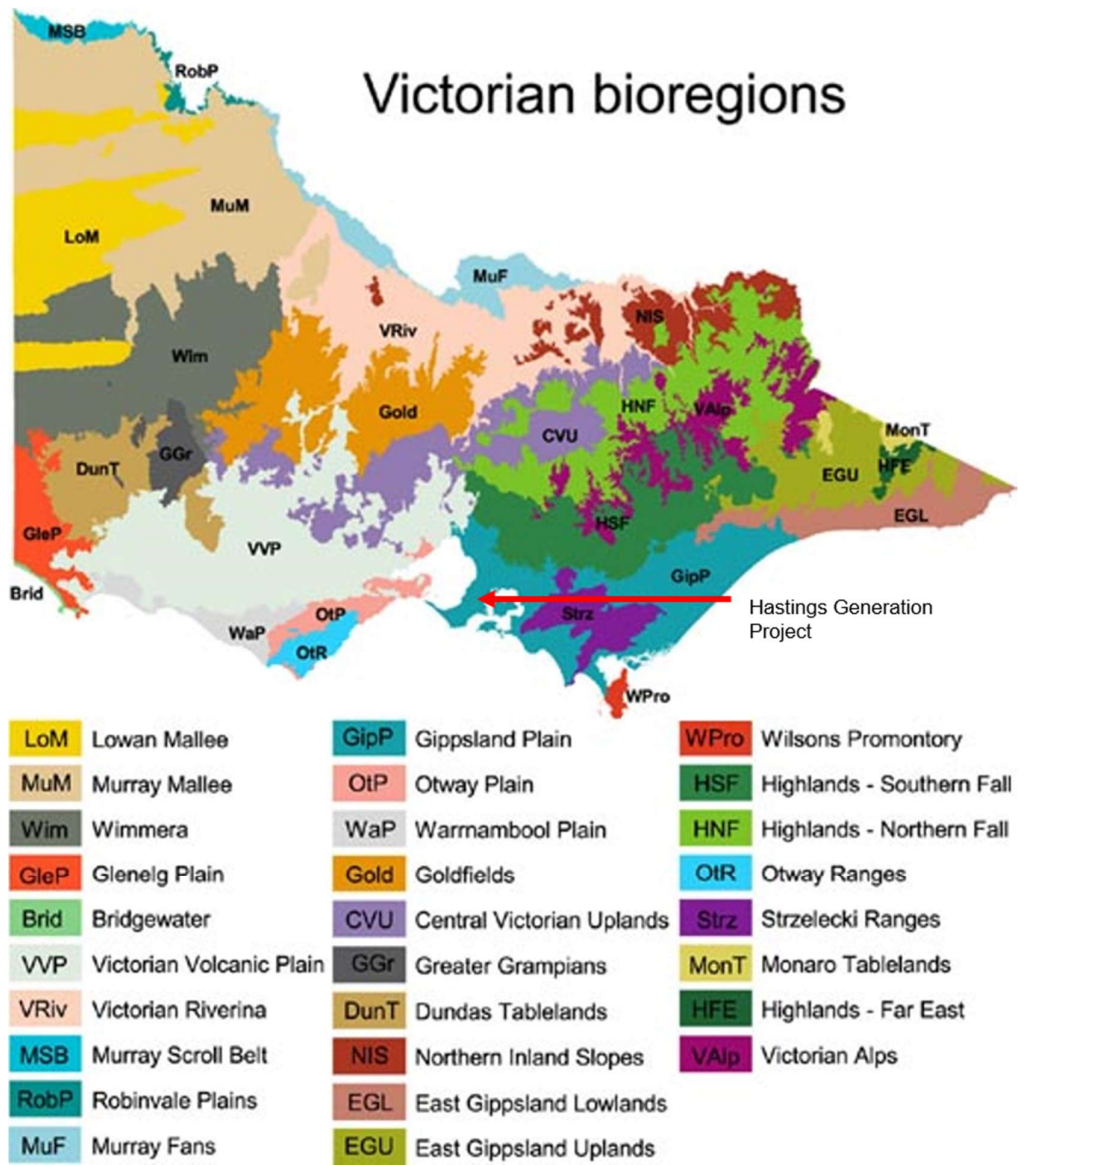 Victorian bioregions
MSB
RobP
MuM
LoM
MuF
NIS
VRiv
Wim
Gold
HNF
VAlp
CVU
MonT
GGr
DunT
HFE
EGU
EGL
HSF
GleP
VVP
GipP
Brid
Hastings Generation
Project
OtP
Strz
WaP
OtR
WPro
LoM Lowan Mallee
MuM Murray Mallee
Wim Wimmera
GleP Glenelg Plain
Brid Bridgewater
VVP Victorian Volcanic Plain
VRiv Victorian Riverina
MSB Murray Scroll Belt
RobP Robinvale Plains
MuF Murray Fans
GipP Gippsland Plain
OtP Otway Plain
WaP Warrnambool Plain
Gold Goldfields
CVU Central Victorian Uplands
GGr Greater Grampians
DunT Dundas Tablelands
NIS Northern Inland Slopes
EGL East Gippsland Lowlands
EGU East Gippsland Uplands
WPro Wilsons Promontory
HSF Highlands - Southern Fall
HNF Highlands - Northern Fall
OtR Otway Ranges
Strz Strzelecki Ranges
MonT Monaro Tablelands
HFE Highlands - Far East
VAlp Victorian Alps